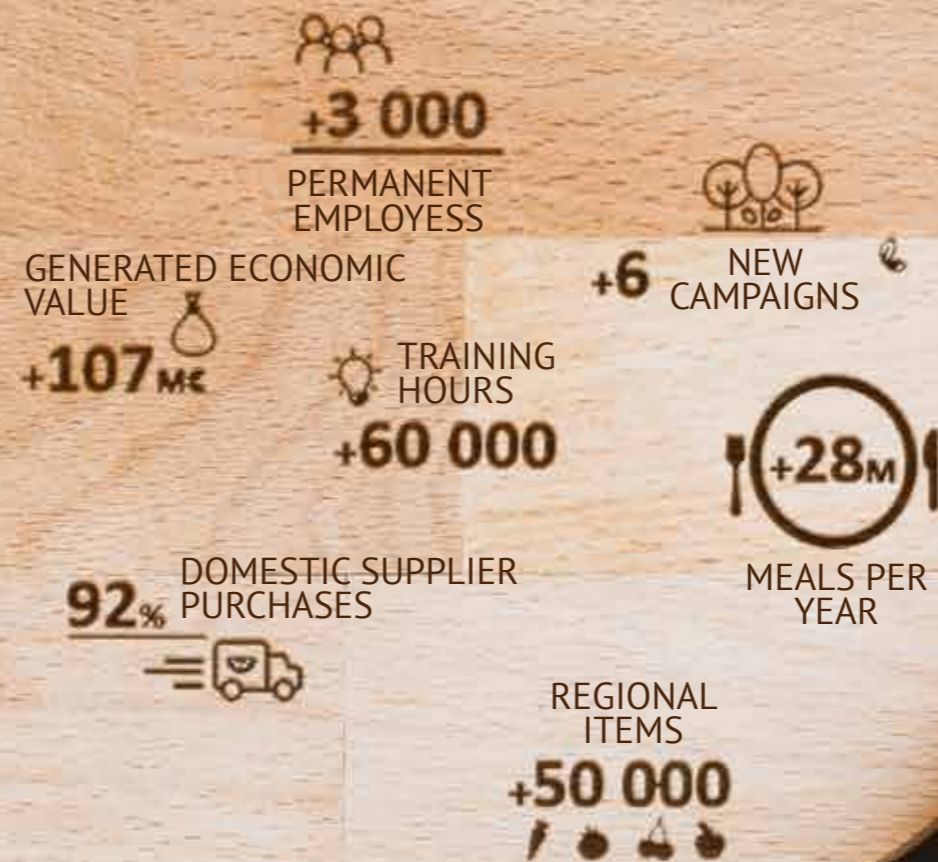 +3 000
PERMANENT
EMPLOYESS
+6
NEW
CAMPAIGNS
GENERATED ECONOMIC
VALUE
+107M€
TRAINING
HOURS
+60 000
+28M
MEALS PER
YEAR
92%
DOMESTIC SUPPLIER
PURCHASES
REGIONAL
ITEMS
+50 000